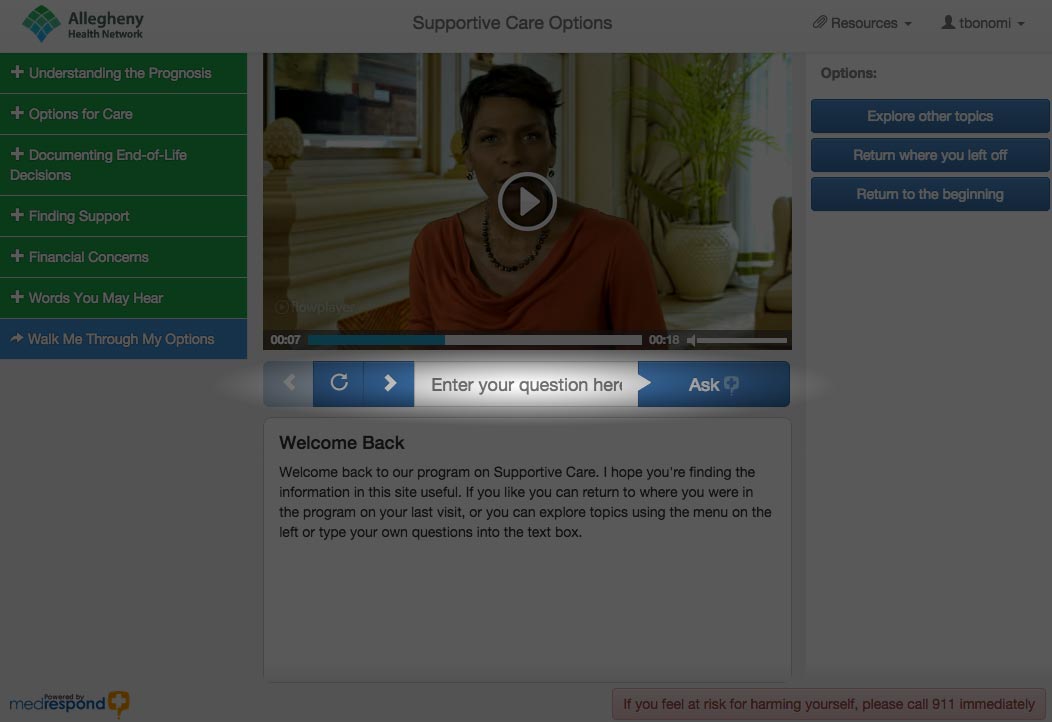 Allegheny
Health Network
Supportive Care Options
Resources
tbonomi
Understanding the Prognosis
Options for Care
Documenting End-of-Life
Decisions
Finding Support
Financial Concerns
Words You May Hear
Walk Me Through My Options
flowplayer
00:07
00:18
Enter your question here
Ask
Welcome Back
Welcome back to our program on Supportive Care. I hope you're finding the
information in this site useful. If you like you can return to where you were in
the program on your last visit, or you can explore topics using the menu on the
left or type your own questions into the text box.
Options:
Explore other topics
Return where you left off
Return to the beginning
Powered by
medrespond
If you feel at risk for harming yourself, please call 911 immediately